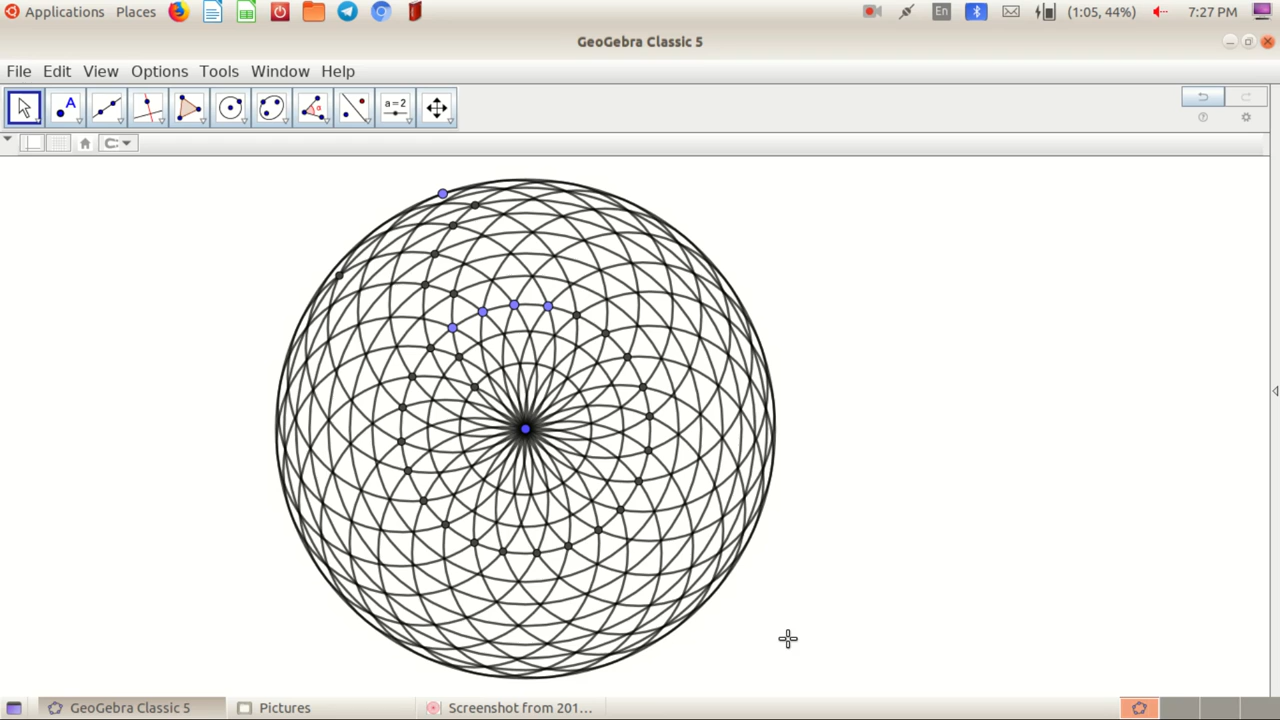 Applications Places En (1:05, 44%) 7:27 PM
GeoGebra Classic 5
File Edit View Options Tools Window Help
A α a=2
GeoGebra Classic 5 Pictures Screenshot from 201...